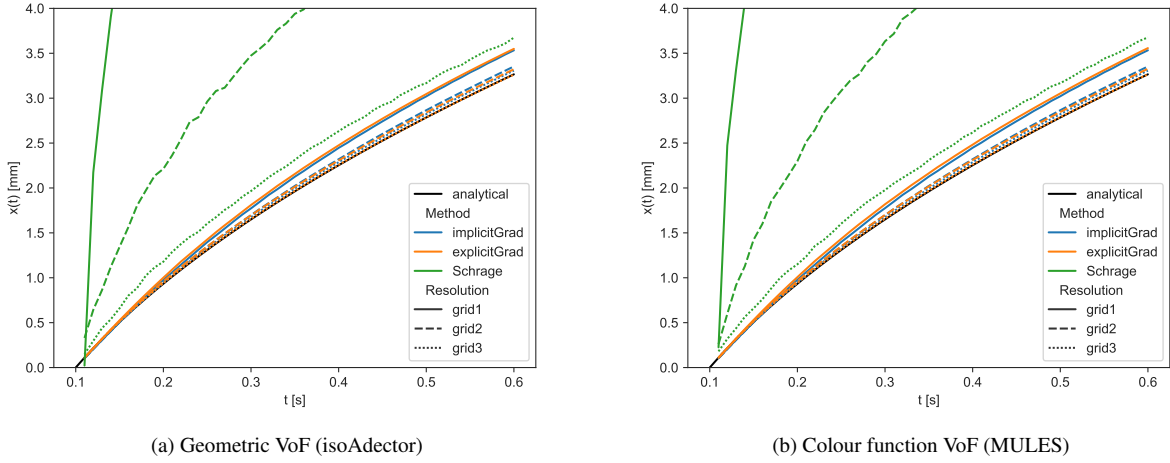 4.0
3.5
3.0
2.5
2.0
1.5
1.0
0.5
0.0
x(t) [mm]
analytical
Method
implicitGrad
explicitGrad
Schrage
Resolution
grid1
grid2
grid3
0.1 0.2 0.3 0.4 0.5 0.6
t [s]
(a) Geometric VoF (isoAdector)
4.0
3.5
3.0
2.5
2.0
1.5
1.0
0.5
0.0
x(t) [mm]
analytical
Method
implicitGrad
explicitGrad
Schrage
Resolution
grid1
grid2
grid3
0.1 0.2 0.3 0.4 0.5 0.6
t [s]
(b) Colour function VoF (MULES)